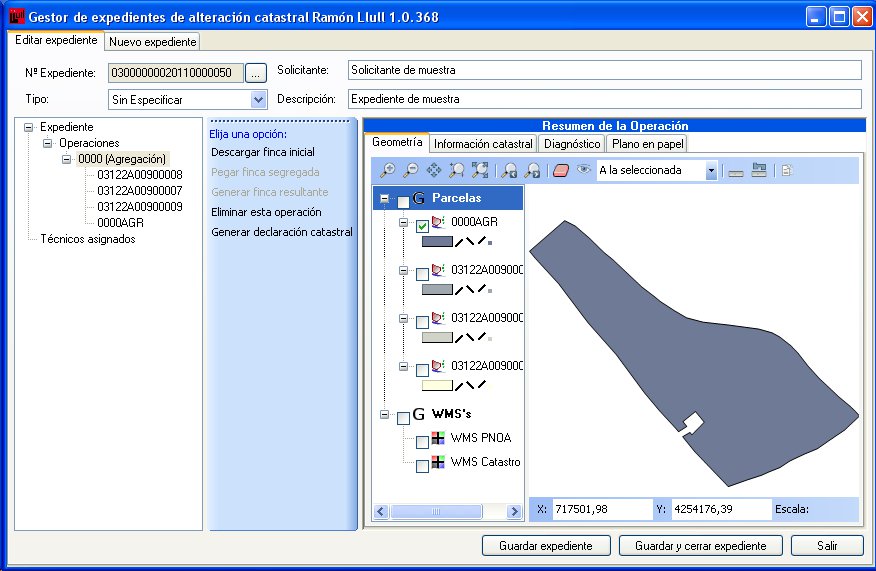 Gestor de expedientes de alteración catastral Ramón Llull 1.0.368
Editar expediente
Nuevo expediente
Nº Expediente:
03000000020110000050
...
Solicitante:
Solicitante de muestra
Tipo:
Sin Especificar
Descripción:
Expediente de muestra
Expediente
Operaciones
0000 (Agregación)
03122A00900008
03122A00900007
03122A00900009
0000AGR
Técnicos asignados
Elija una opción:
Descargar finca inicial
Pegar finca segregada
Generar finca resultante
Eliminar esta operación
Generar declaración catastral
Resumen de la Operación
Geometría
Información catastral
Diagnóstico
Plano en papel
A la seleccionada
G Parcelas
0000AGR
03122A00900
03122A00900
03122A00900
G WMS's
WMS PNOA
WMS Catastro
X: 717501,98
Y: 4254176,39
Escala:
Guardar expediente
Guardar y cerrar expediente
Salir